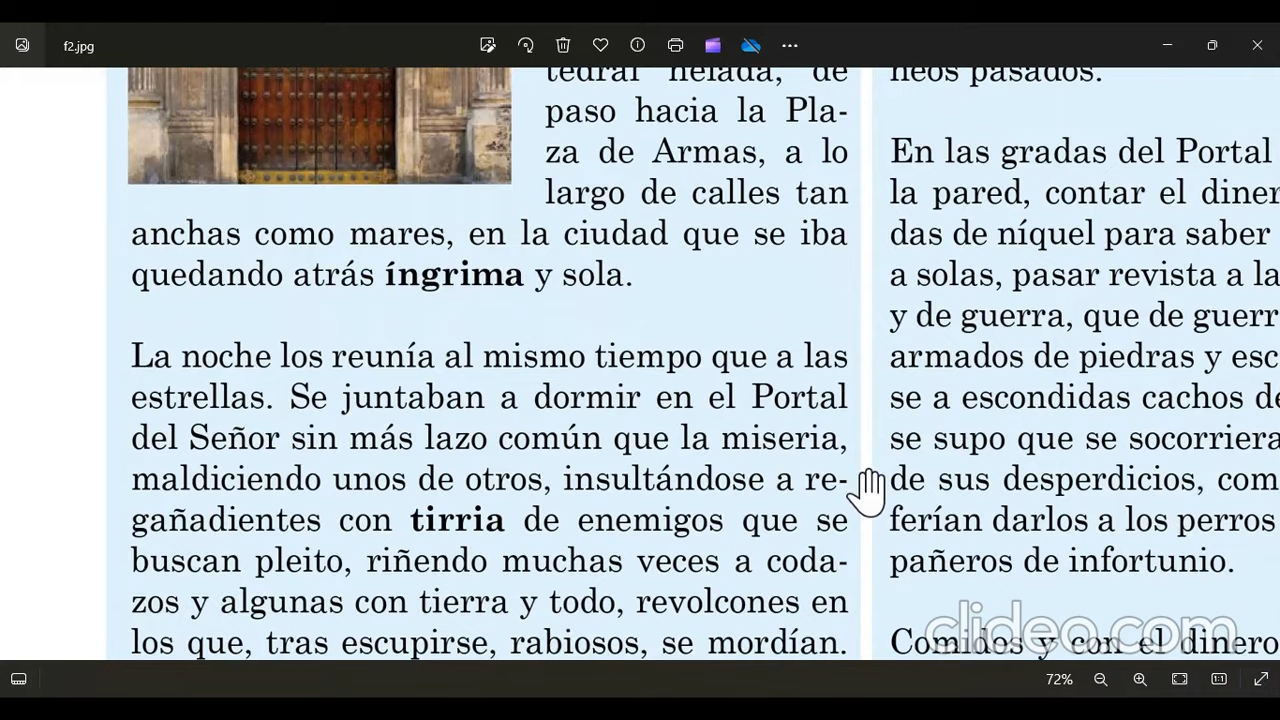 f2.jpg
tedral helada, de
paso hacia la Pla-
za de Armas, a lo
largo de calles tan
anchas como mares, en la ciudad que se iba
quedando atrás íngrima y sola.
La noche los reunía al mismo tiempo que a las
estrellas. Se juntaban a dormir en el Portal
del Señor sin más lazo común que la miseria,
maldiciendo unos de otros, insultándose a re-
gañadientes con tirria de enemigos que se
buscan pleito, riñendo muchas veces a coda-
zos y algunas con tierra y todo, revolcones en
los que, tras escupirse, rabiosos, se mordían.
neos pasados.
En las gradas del Portal
la pared, contar el diner
das de níquel para saber
a solas, pasar revista a la
y de guerra, que de guerr
armados de piedras y esc
se a escondidas cachos de
se supo que se socorriera
de sus desperdicios, com
ferían darlos a los perros
pañeros de infortunio.
Comidos y con el dinero
clideo.com
72%
1:1